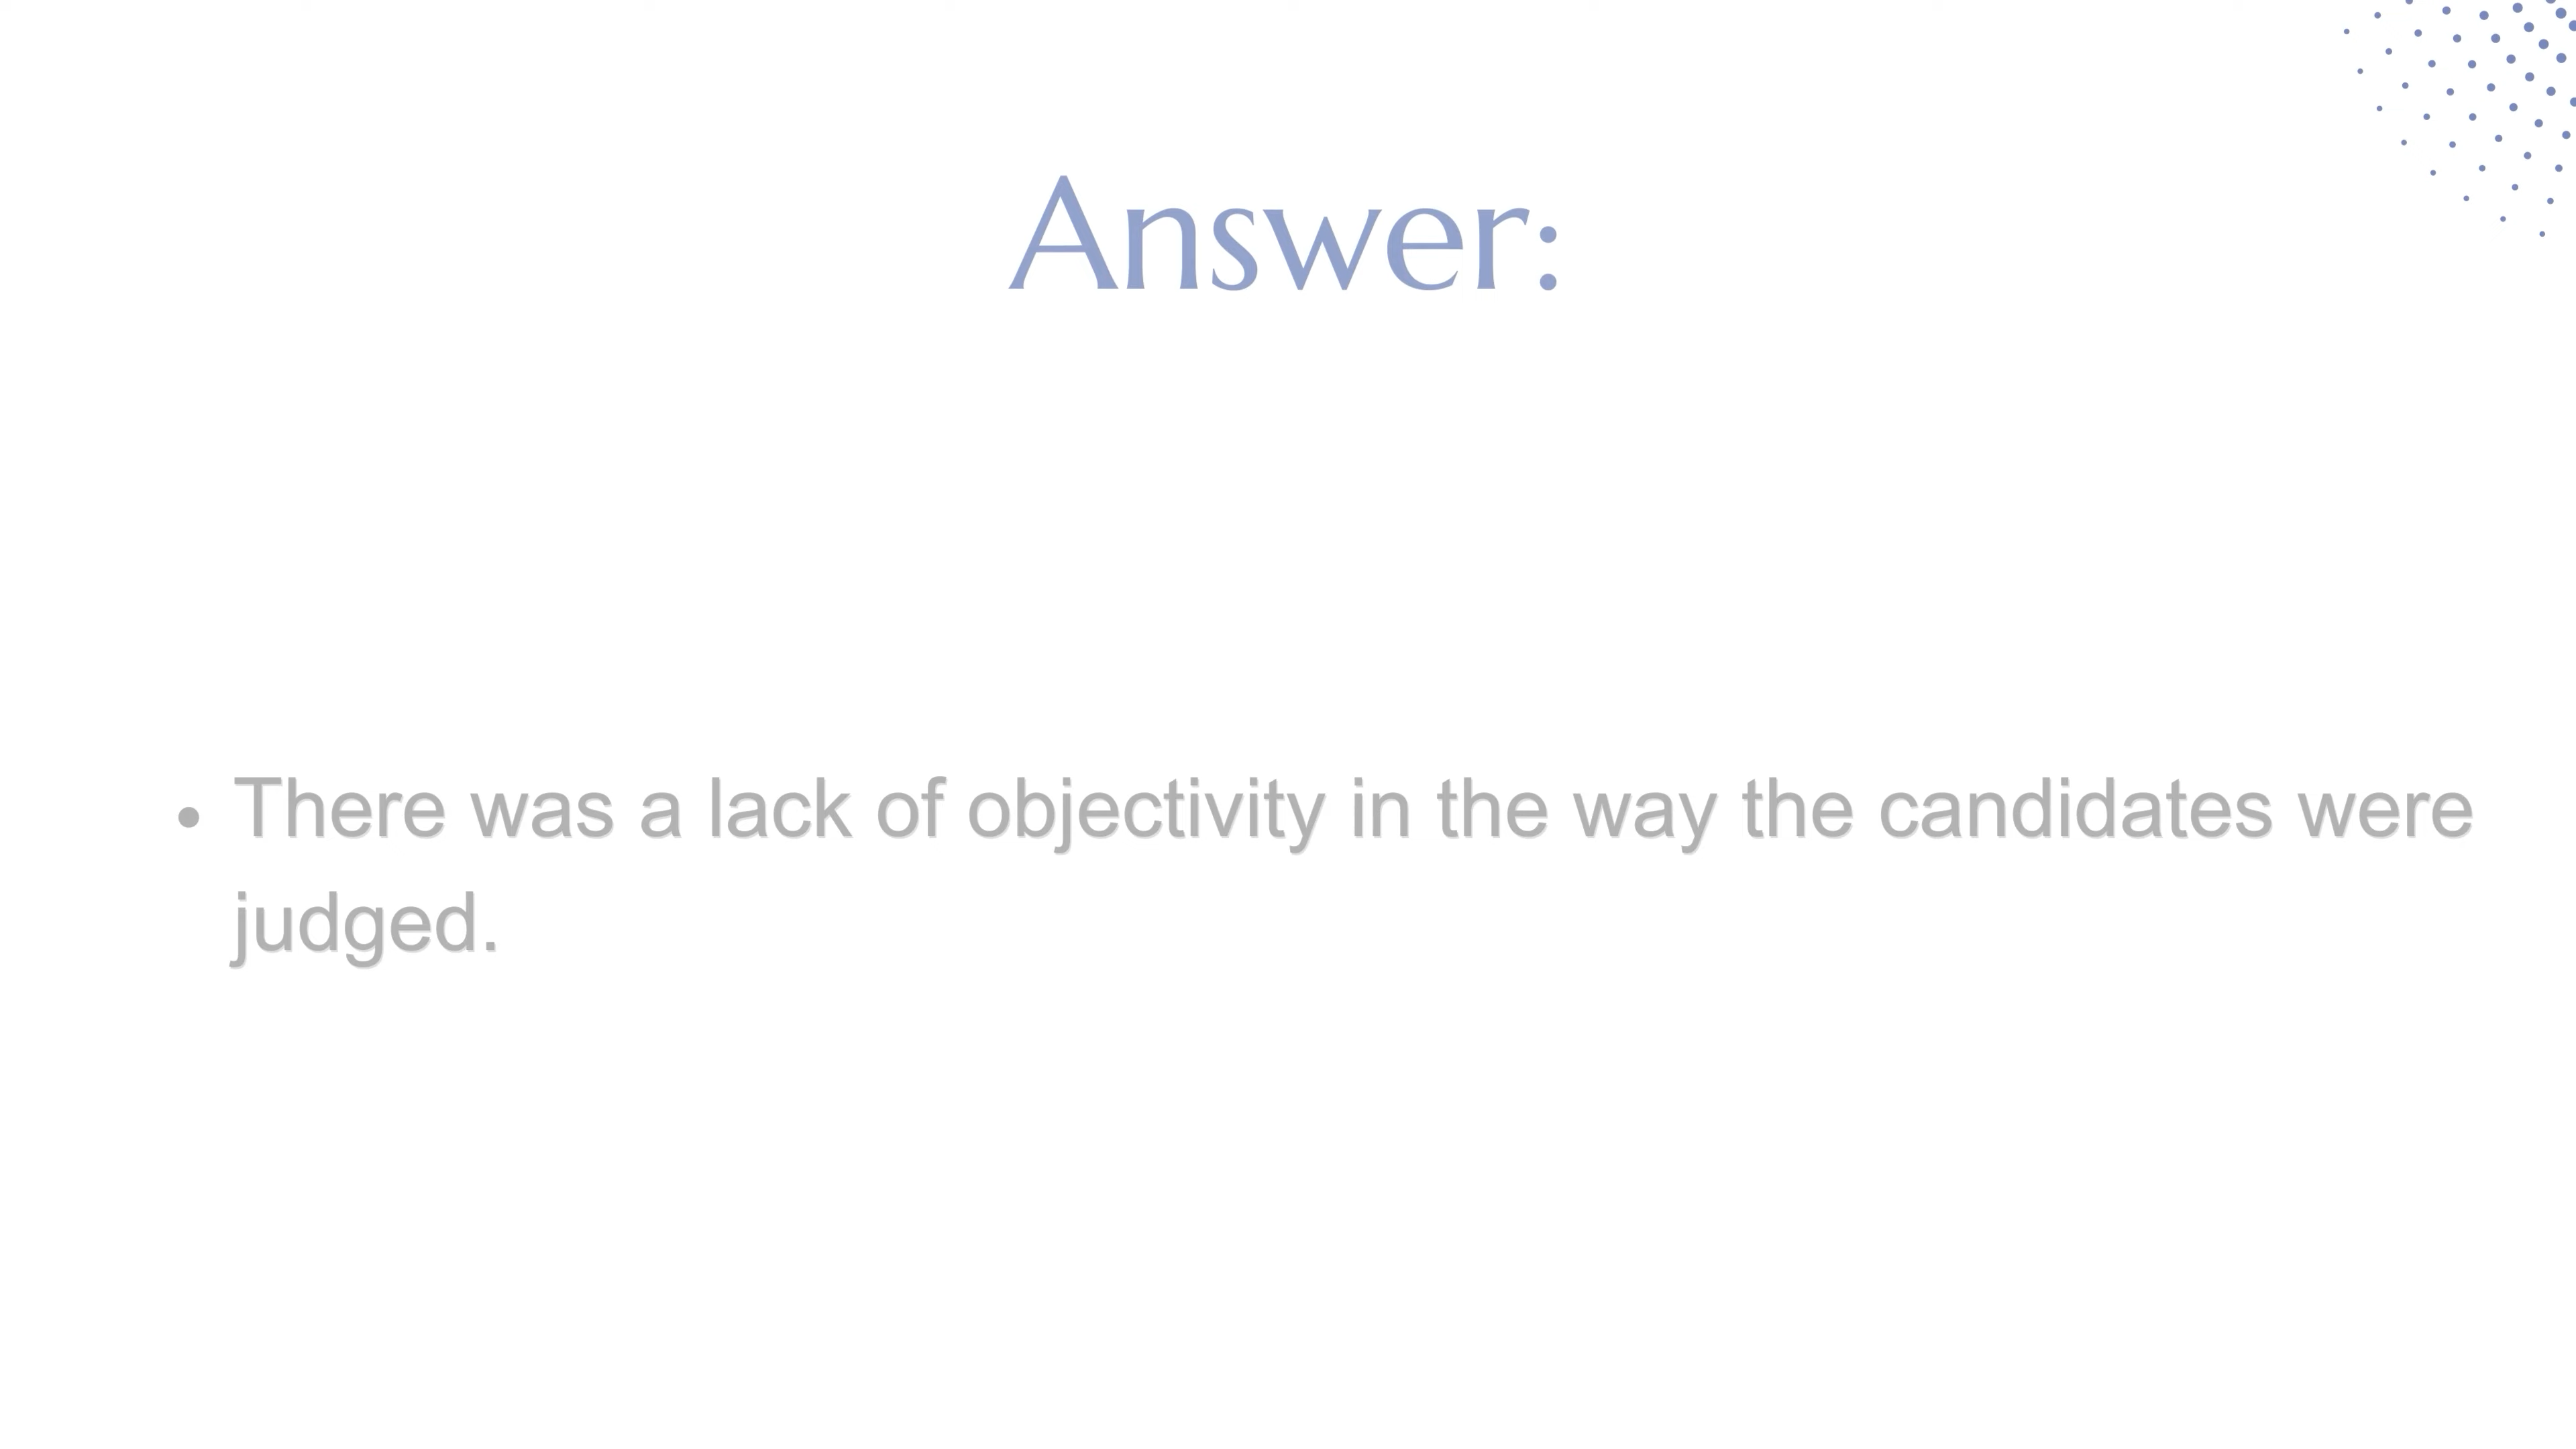 Answer:
• There was a lack of objectivity in the way the candidates were
judged.